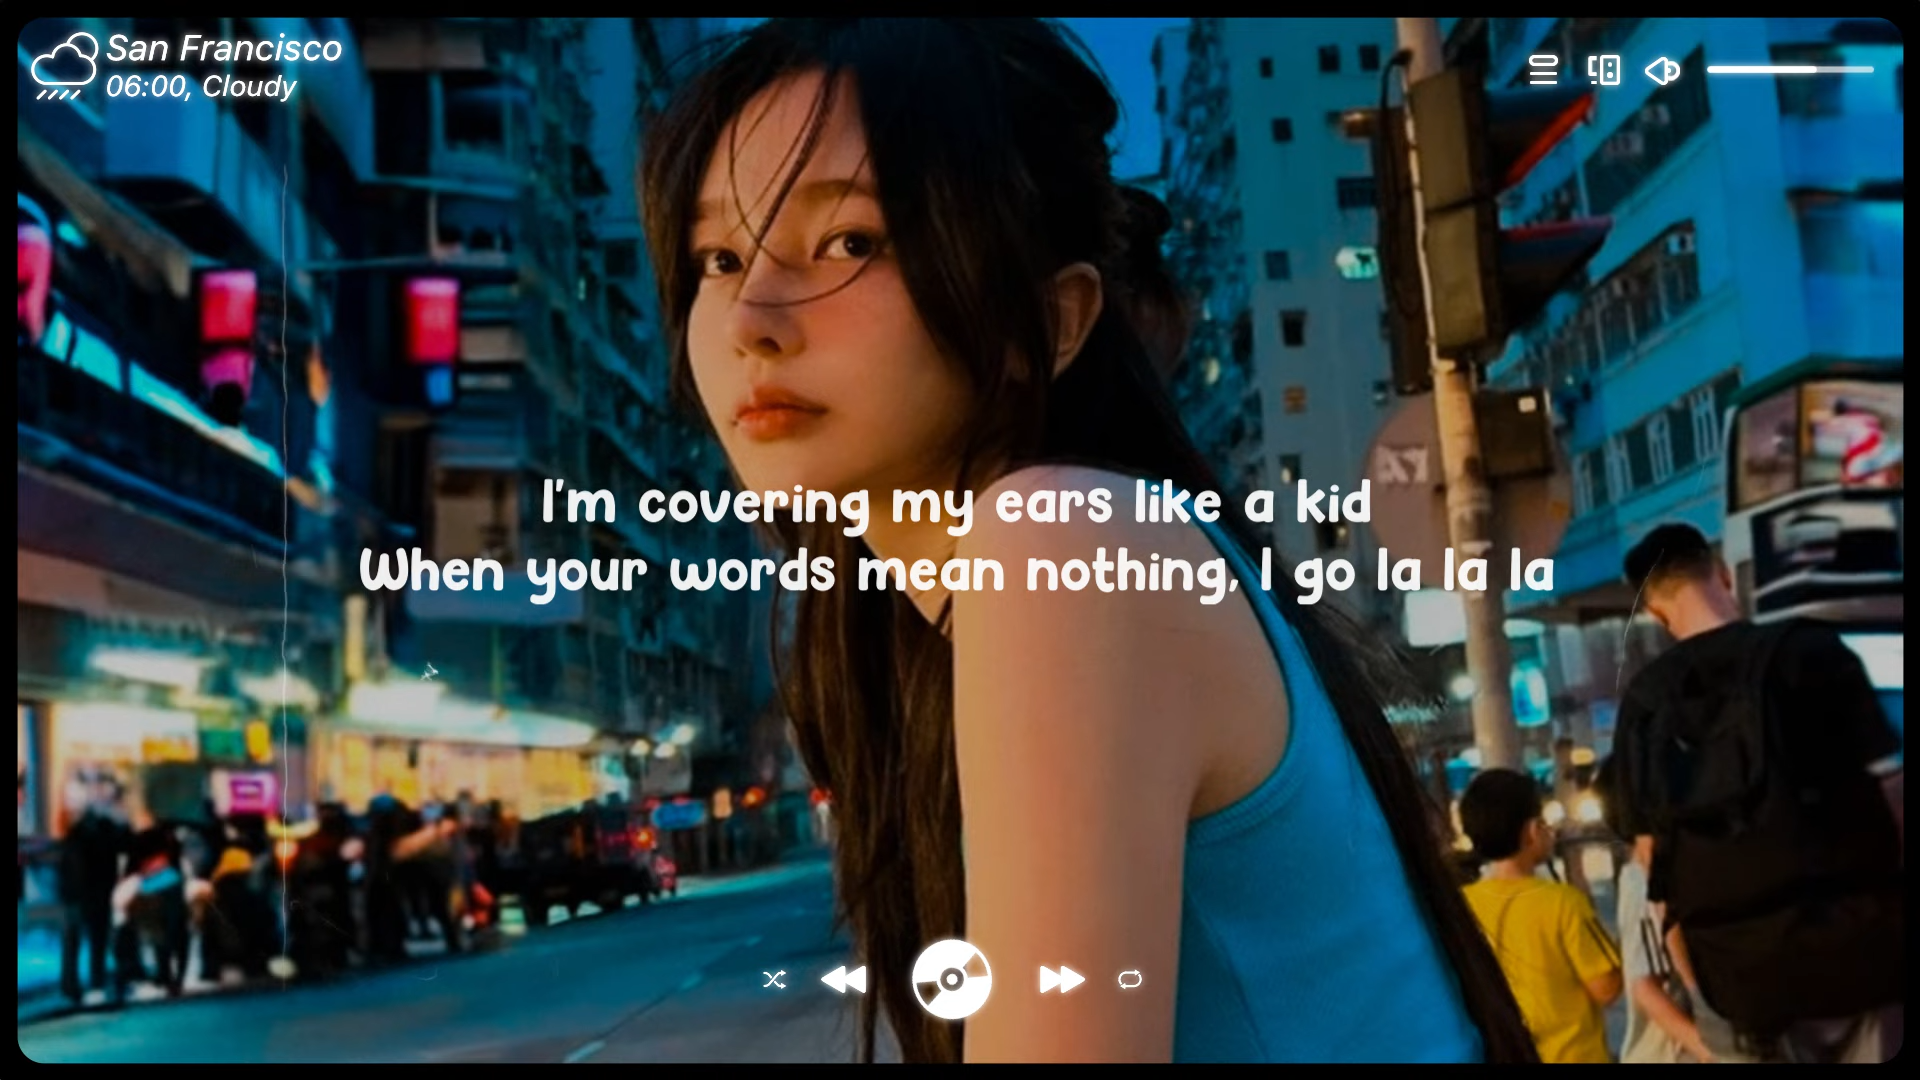 San Francisco
06:00, Cloudy
I'm covering my ears like a kid
When your words mean nothing, I go la la la